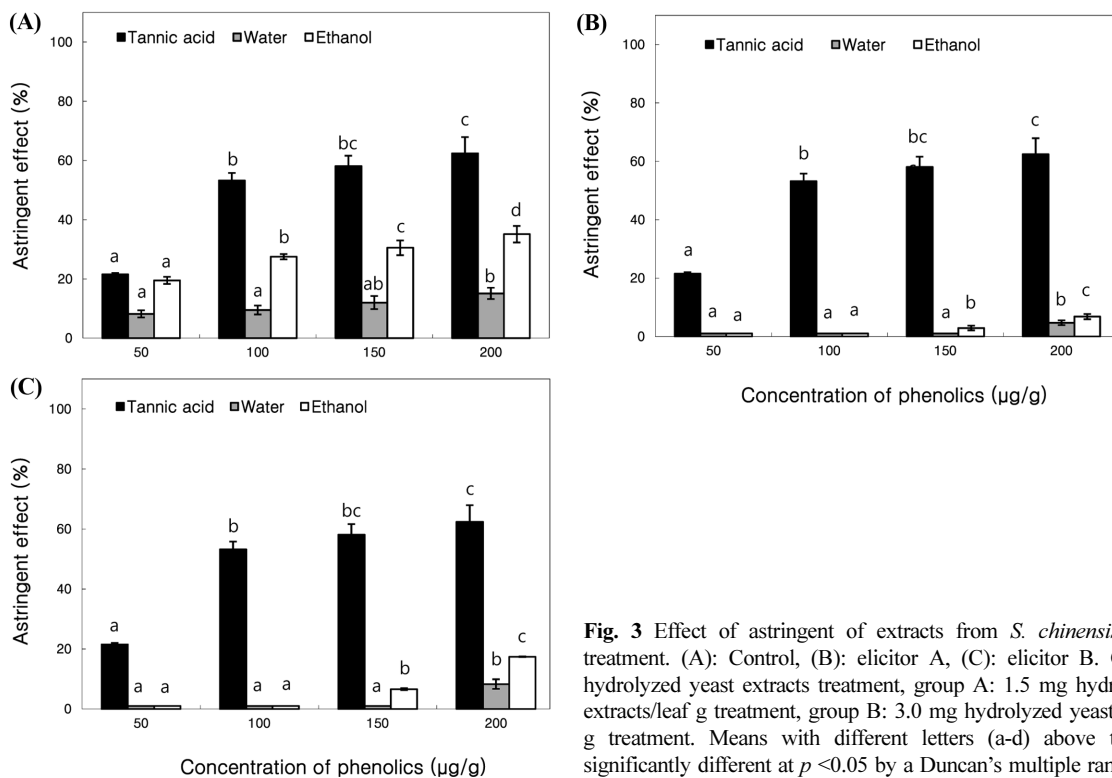 (A)
■Tannic acid ■Water □Ethanol
Astringent effect (%)
100
80
60
40
20
0
a a a
b a b
bc ab c
c b d
50 100 150 200
(B)
■Tannic acid ■Water □Ethanol
Astringent effect (%)
100
80
60
40
20
0
a a a
b a a
bc a b
c b c
50 100 150 200
Concentration of phenolics (μg/g)
(C)
■Tannic acid ■Water □Ethanol
Astringent effect (%)
100
80
60
40
20
0
a a a
b a a
bc a b
c b c
50 100 150 200
Concentration of phenolics (μg/g)
Fig. 3 Effect of astringent of extracts from S. chinensis
treatment. (A): Control, (B): elicitor A, (C): elicitor B.
hydrolyzed yeast extracts treatment, group A: 1.5 mg
extracts/leaf g treatment, group B: 3.0 mg hydrolyzed yeast
g treatment. Means with different letters (a-d) above
significantly different at p <0.05 by a Duncan's multiple